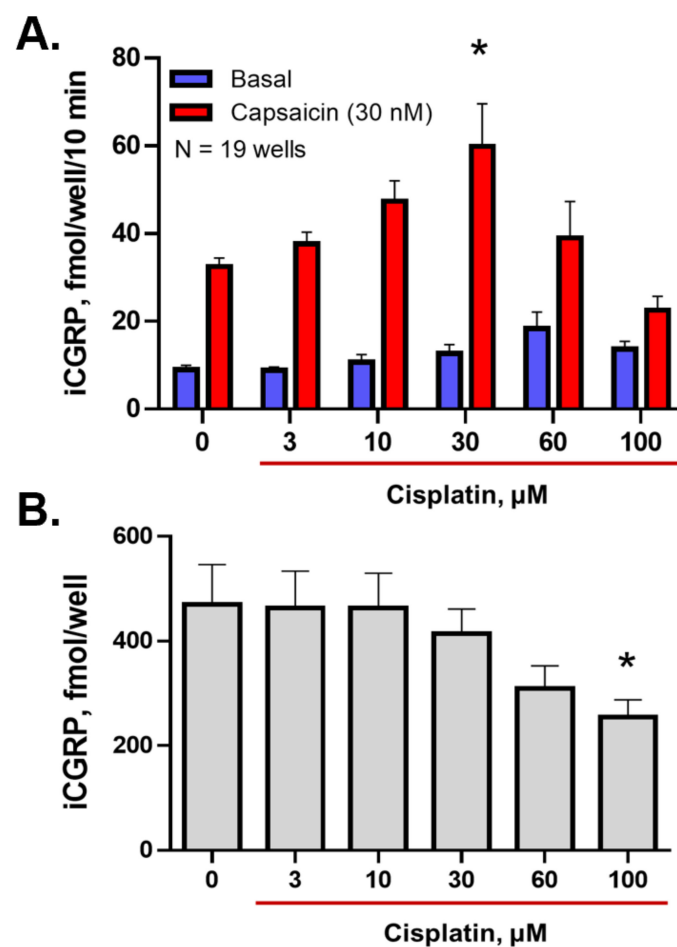 A.
iCGRP, fmol/well/10 min
80
60
40
20
0
Basal
Capsaicin (30 nM)
N = 19 wells
*
0 3 10 30 60 100
Cisplatin, µM
B.
iCGRP, fmol/well
600
400
200
0
*
0 3 10 30 60 100
Cisplatin, µM